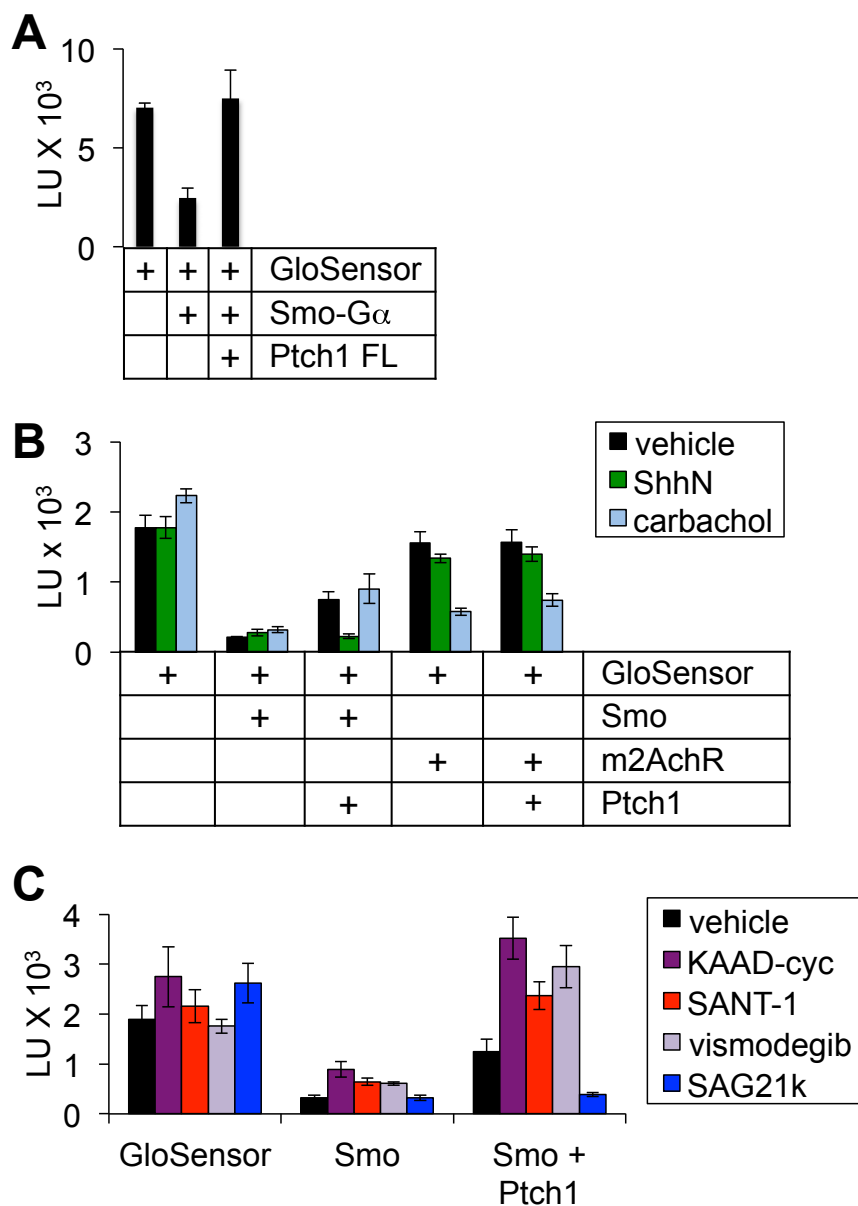 A
LU X 10³
10
5
0
+ + + GloSensor
+ + Smo-Gα
+ Ptch1 FL
B
LU x 10³
3
2
1
0
vehicle
ShhN
carbachol
+ + + + + GloSensor
+ + Smo
+ + m2AchR
+ + Ptch1
C
LU X 10³
4
3
2
1
0
vehicle
KAAD-cyc
SANT-1
vismodegib
SAG21k
GloSensor Smo Smo +
Ptch1